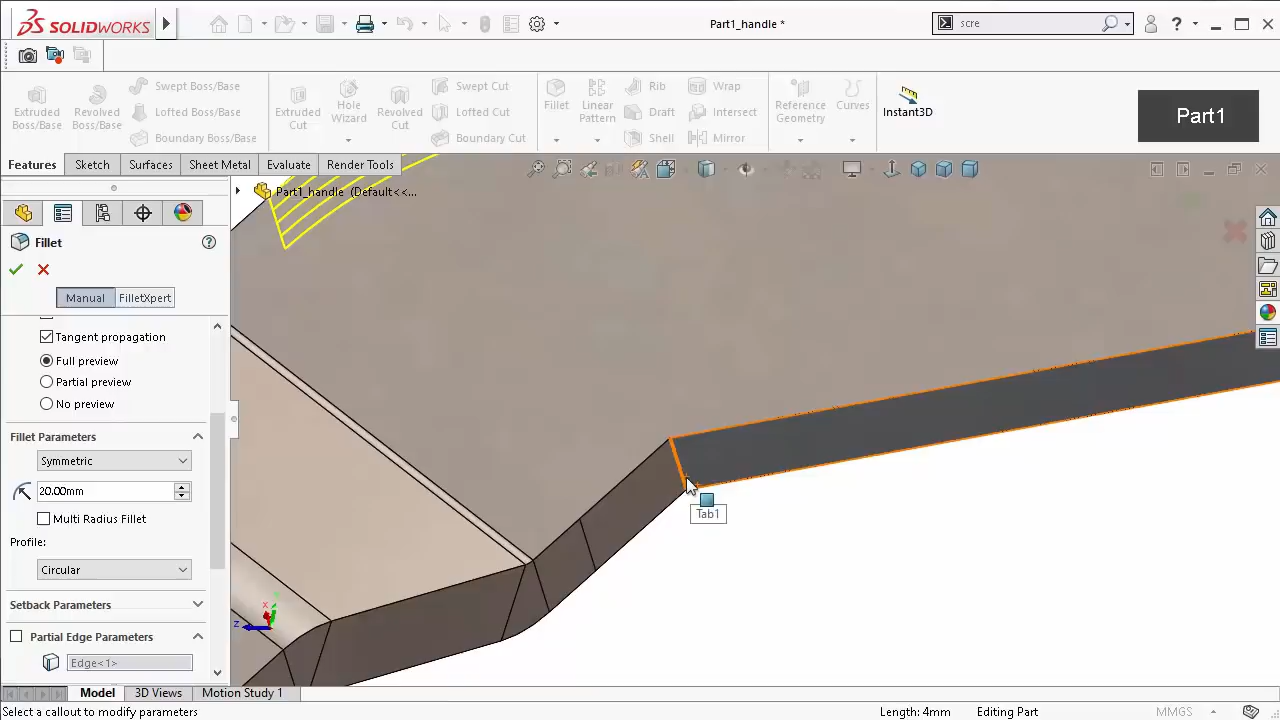 SOLIDWORKS
Part1_handle *
scre
Extruded Boss/Base
Revolved Boss/Base
Swept Boss/Base
Lofted Boss/Base
Boundary Boss/Base
Extruded Cut
Hole Wizard
Revolved Cut
Swept Cut
Lofted Cut
Boundary Cut
Fillet
Linear Pattern
Rib
Draft
Shell
Wrap
Intersect
Mirror
Reference Geometry
Curves
Instant3D
Part1
Features
Sketch
Surfaces
Sheet Metal
Evaluate
Render Tools
Part1_handle (Default<<...
Fillet
Manual
FilletXpert
Tangent propagation
Full preview
Partial preview
No preview
Fillet Parameters
Symmetric
20.00mm
Multi Radius Fillet
Profile:
Circular
Setback Parameters
Partial Edge Parameters
Edge<1>
Tab1
x
z
Model
3D Views
Motion Study 1
Select a callout to modify parameters
Length: 4mm
Editing Part
MMGS